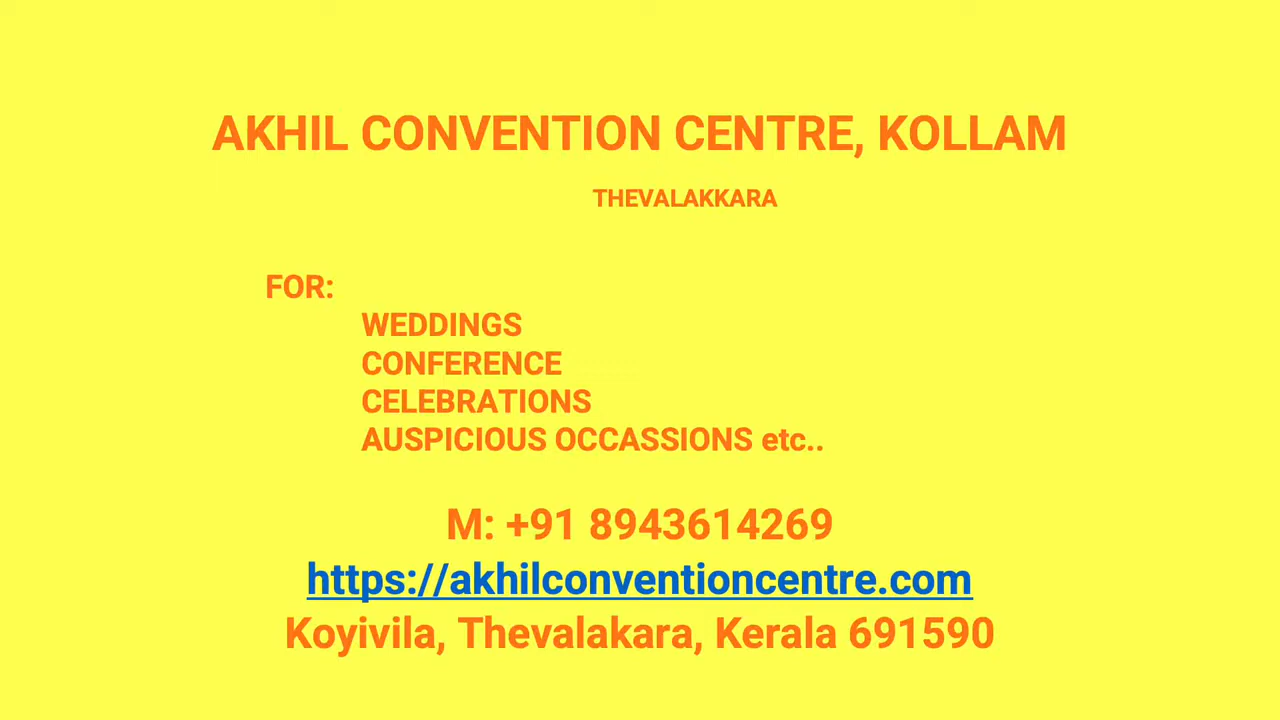 AKHIL CONVENTION CENTRE, KOLLAM
THEVALAKKARA
FOR:
WEDDINGS
CONFERENCE
CELEBRATIONS
AUSPICIOUS OCCASSIONS etc..
M: +91 8943614269
https://akhilconventioncentre.com
Koyivila, Thevalakara, Kerala 691590